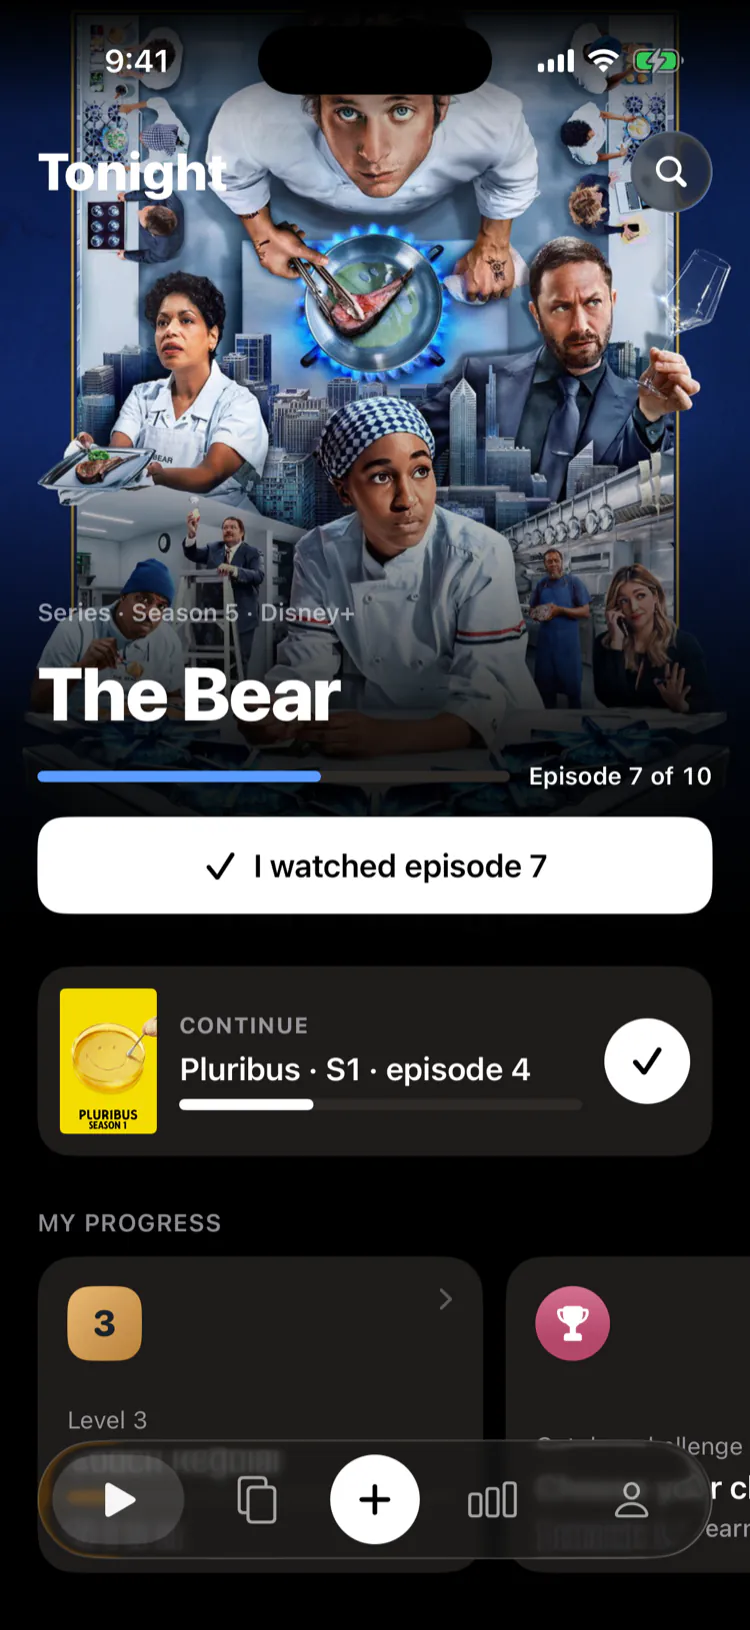 9:41
Tonight
BEAR
Series · Season 5 · Disney+
The Bear
Episode 7 of 10
I watched episode 7
PLURIBUS
SEASON 1
CONTINUE
Pluribus · S1 · episode 4
MY PROGRESS
3
Level 3